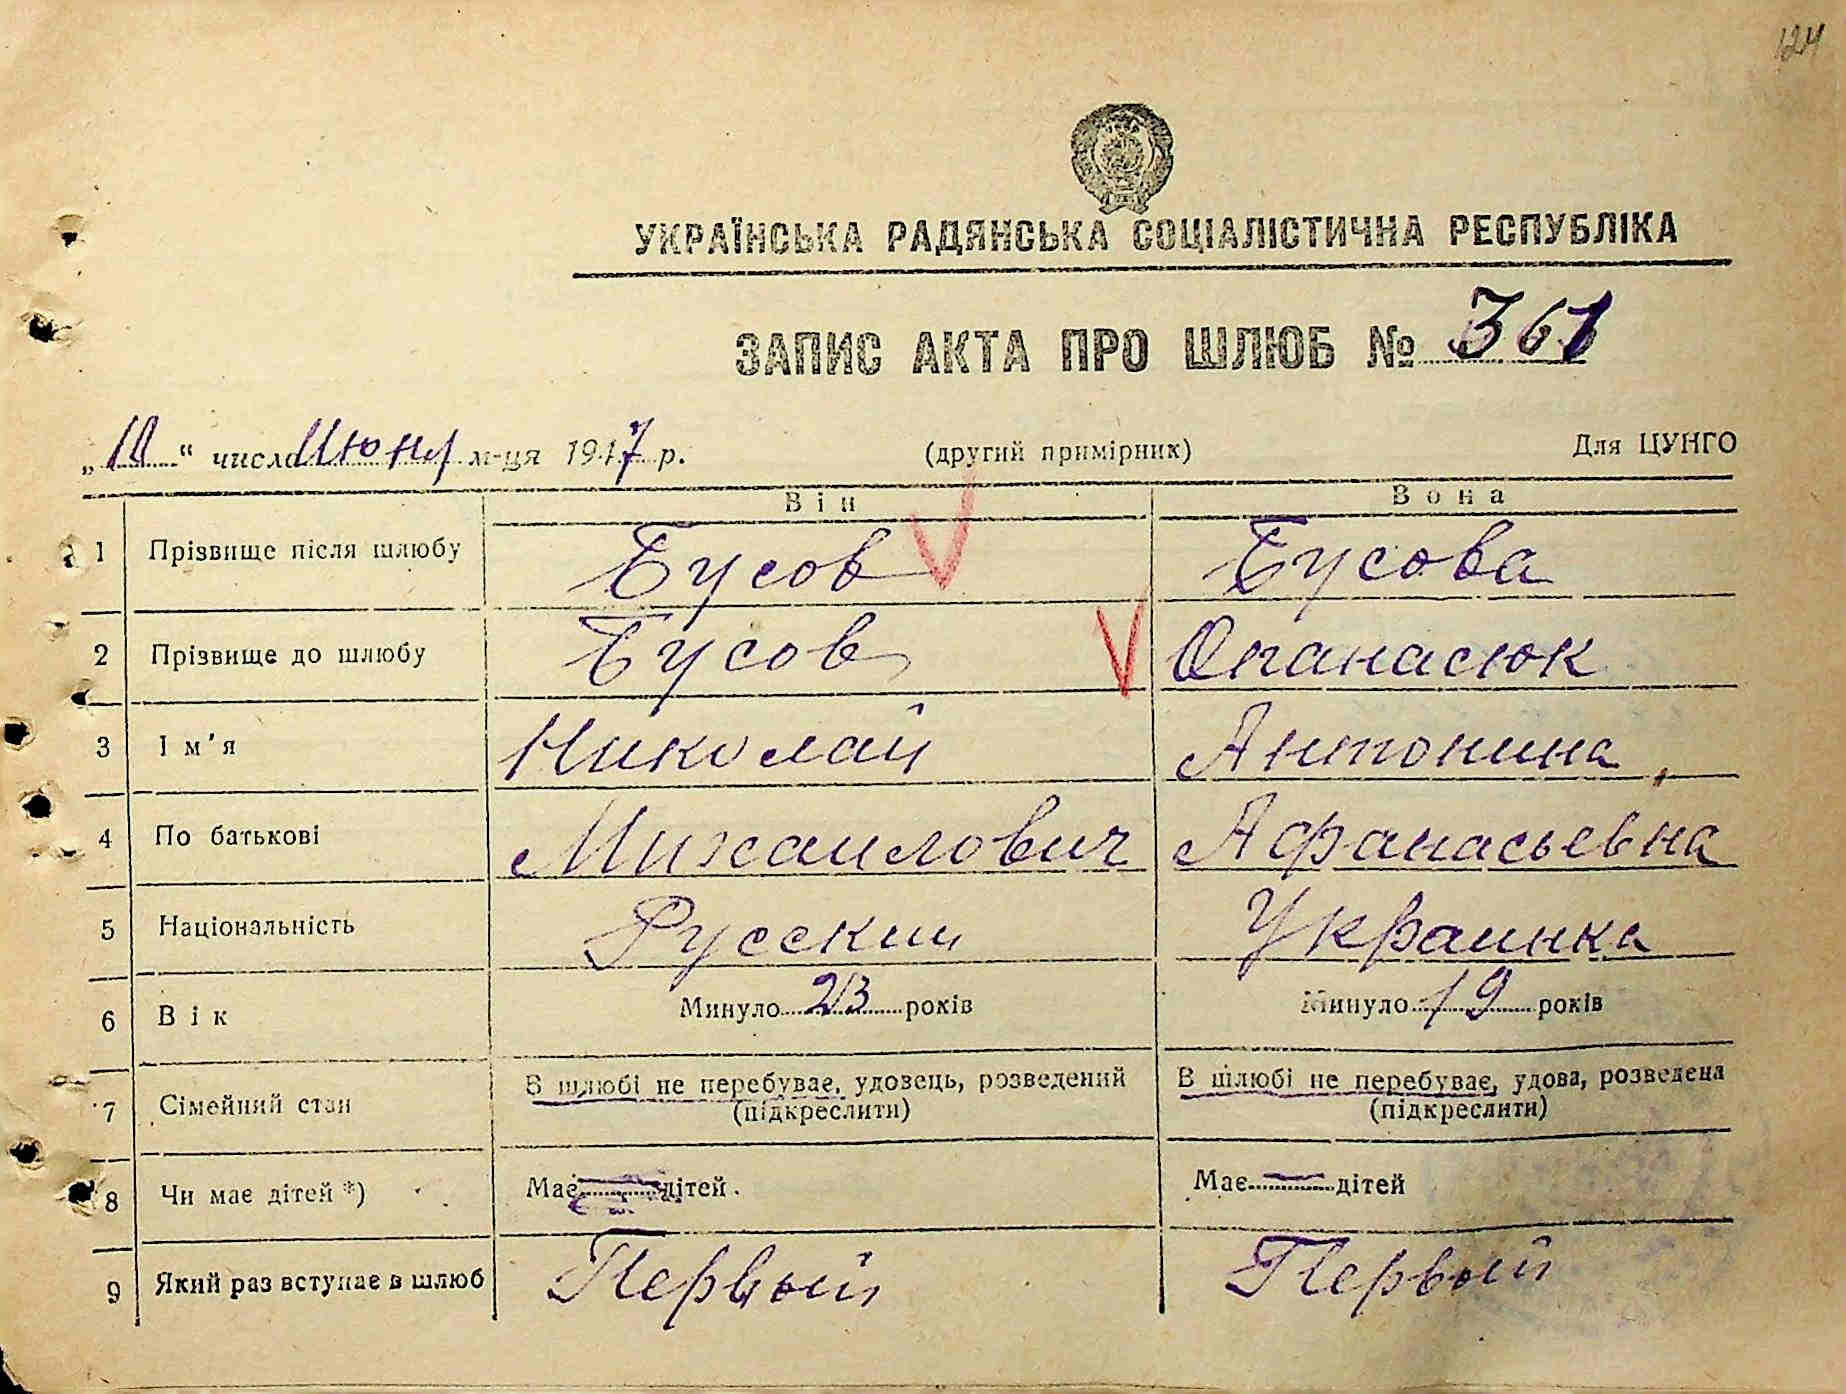 124
УКРАЇНСЬКА РАДЯНСЬКА СОЦІАЛІСТИЧНА РЕСПУБЛІКА
ЗАПИС АКТА ПРО ШЛЮБ № 361
„10“ числа Июня м-ця 1947 р. (другий примірник) Для ЦУНГО
Він Вона
1 Прізвище після шлюбу Бусов Бусова
2 Прізвище до шлюбу Бусов Опанасюк
3 Ім'я Николай Антонина
4 По батькові Михаилович Афанасьевна
5 Національність Русский Украинка
6 Вік Минуло 23 років Минуло 19 років
7 Сімейний стан В шлюбі не перебуває, удовець, розведений В шлюбі не перебуває, удова, розведена
(підкреслити) (підкреслити)
8 Чи має дітей *) Має — дітей. Має — дітей
9 Який раз вступає в шлюб Первый Первый